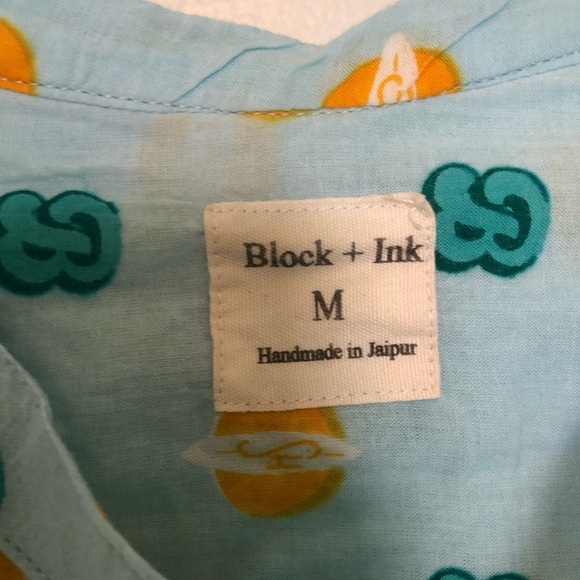 Block + Ink
M
Handmade in Jaipur